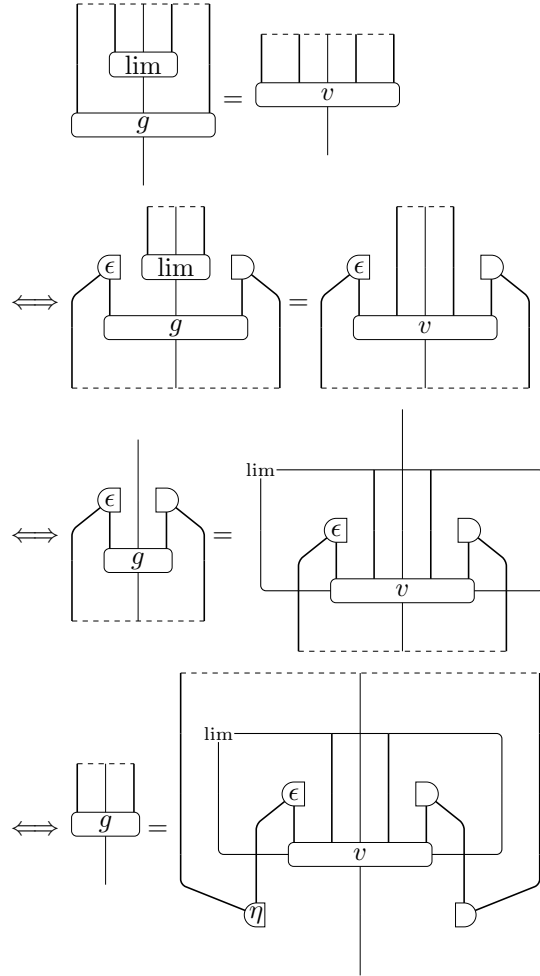 lim
g = v
⟺ ϵ lim g = ϵ v
⟺ ϵ g = lim ϵ v
⟺ g = lim ϵ v η